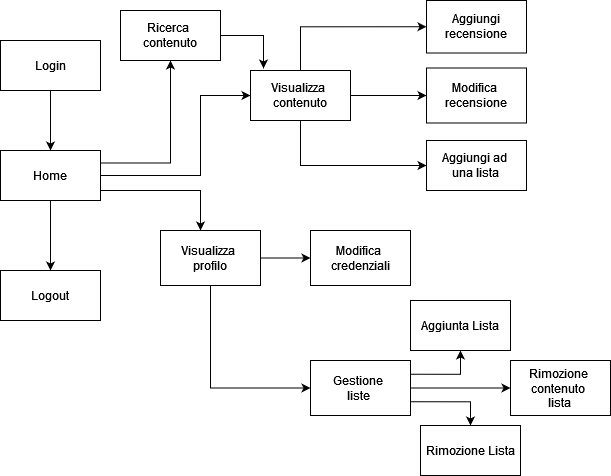 Login
Home
Logout
Ricerca
contenuto
Visualizza
contenuto
Aggiungi
recensione
Modifica
recensione
Aggiungi ad
una lista
Visualizza
profilo
Modifica
credenziali
Gestione
liste
Aggiunta Lista
Rimozione
contenuto
lista
Rimozione Lista